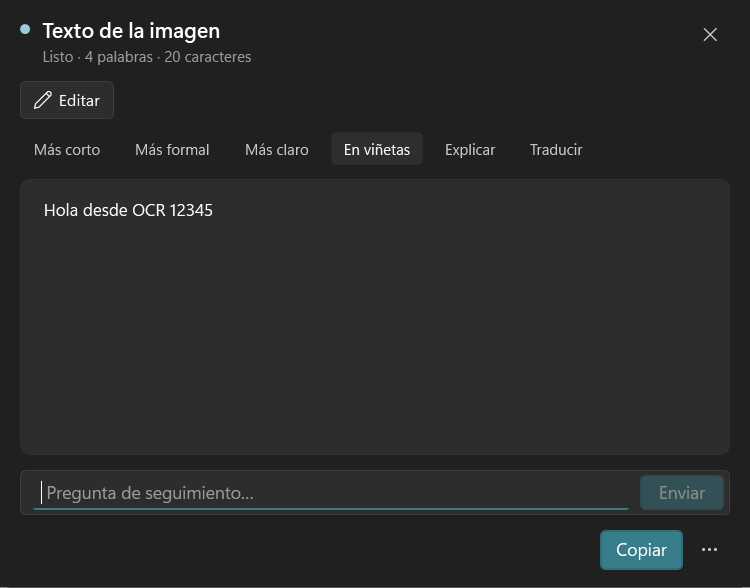 Texto de la imagen
Listo · 4 palabras · 20 caracteres
Editar
Más corto Más formal Más claro En viñetas Explicar Traducir
Hola desde OCR 12345
Pregunta de seguimiento... Enviar
Copiar ···